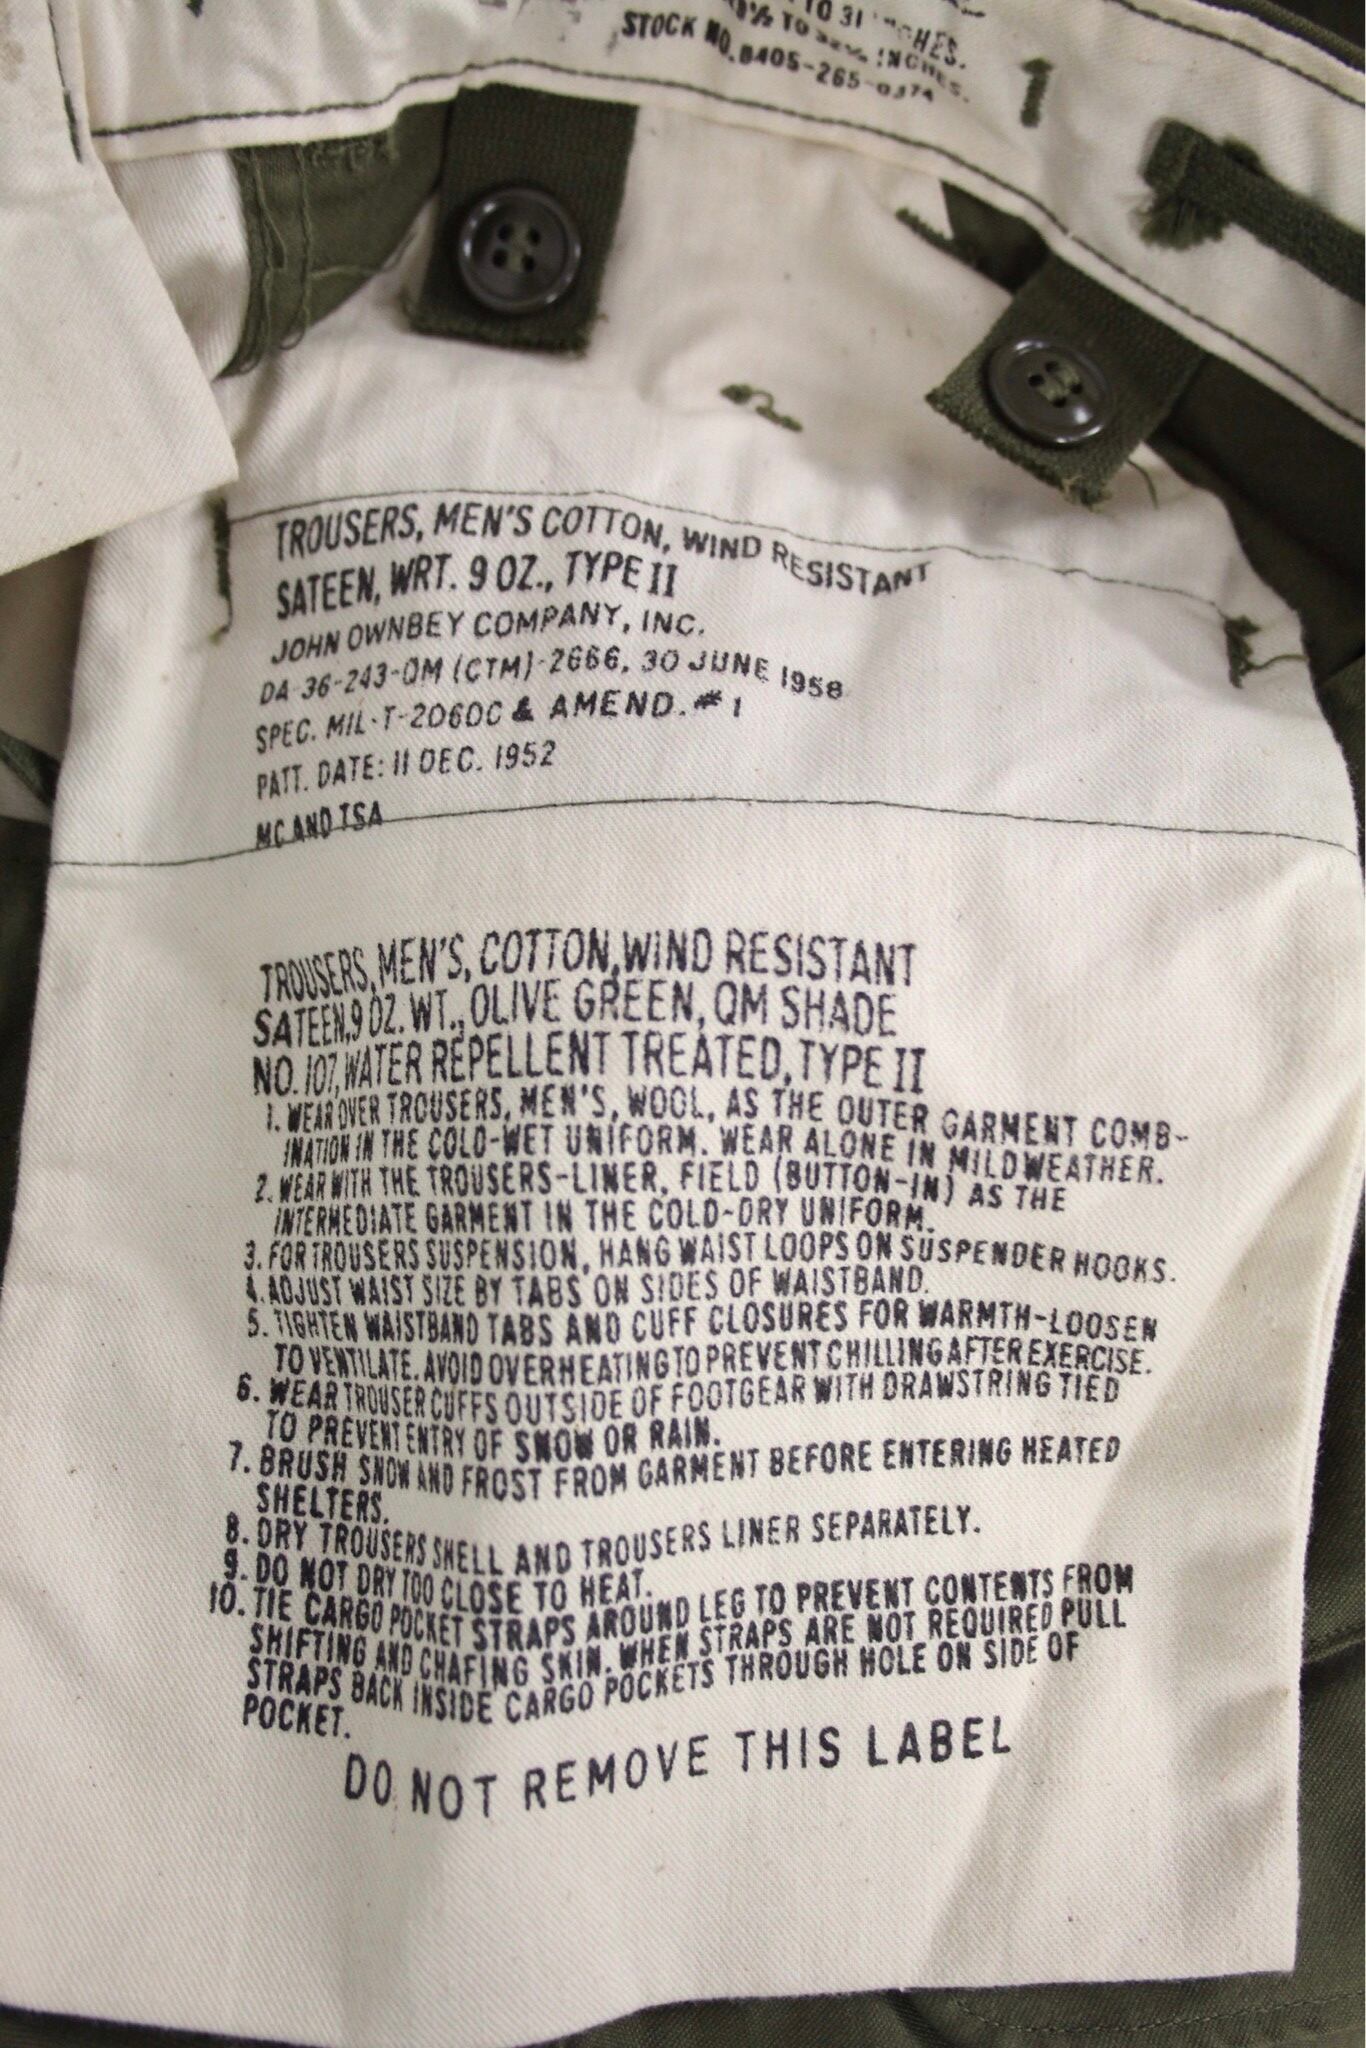 TO 31 INCHES.
TO 32½ INCHES.
STOCK NO. 8405-265-0374
1
TROUSERS, MEN'S COTTON, WIND RESISTANT
SATEEN, WRT. 9 OZ., TYPE II
JOHN OWNBEY COMPANY, INC.
DA-36-243-QM (CTM)-2666, 30 JUNE 1958
SPEC. MIL-T-2060C & AMEND. #1
PATT. DATE: 11 DEC. 1952
MC AND TSA
TROUSERS, MEN'S, COTTON, WIND RESISTANT
SATEEN, 9 OZ. WT., OLIVE GREEN, QM SHADE
NO. 107, WATER REPELLENT TREATED, TYPE II
1. WEAR OVER TROUSERS, MEN'S, WOOL, AS THE OUTER GARMENT COMB-
INATION IN THE COLD-WET UNIFORM. WEAR ALONE IN MILD WEATHER.
2. WEAR WITH THE TROUSERS-LINER, FIELD (BUTTON-IN) AS THE
INTERMEDIATE GARMENT IN THE COLD-DRY UNIFORM.
3. FOR TROUSERS SUSPENSION, HANG WAIST LOOPS ON SUSPENDER HOOKS.
4. ADJUST WAIST SIZE BY TABS ON SIDES OF WAISTBAND.
5. TIGHTEN WAISTBAND TABS AND CUFF CLOSURES FOR WARMTH-LOOSEN
TO VENTILATE. AVOID OVERHEATING TO PREVENT CHILLING AFTER EXERCISE.
6. WEAR TROUSER CUFFS OUTSIDE OF FOOTGEAR WITH DRAWSTRING TIED
TO PREVENT ENTRY OF SNOW OR RAIN.
7. BRUSH SNOW AND FROST FROM GARMENT BEFORE ENTERING HEATED
SHELTERS.
8. DRY TROUSERS SHELL AND TROUSERS LINER SEPARATELY.
9. DO NOT DRY TOO CLOSE TO HEAT.
10. TIE CARGO POCKET STRAPS AROUND LEG TO PREVENT CONTENTS FROM
SHIFTING AND CHAFING SKIN. WHEN STRAPS ARE NOT REQUIRED PULL
STRAPS BACK INSIDE CARGO POCKETS THROUGH HOLE ON SIDE OF
POCKET.
DO NOT REMOVE THIS LABEL